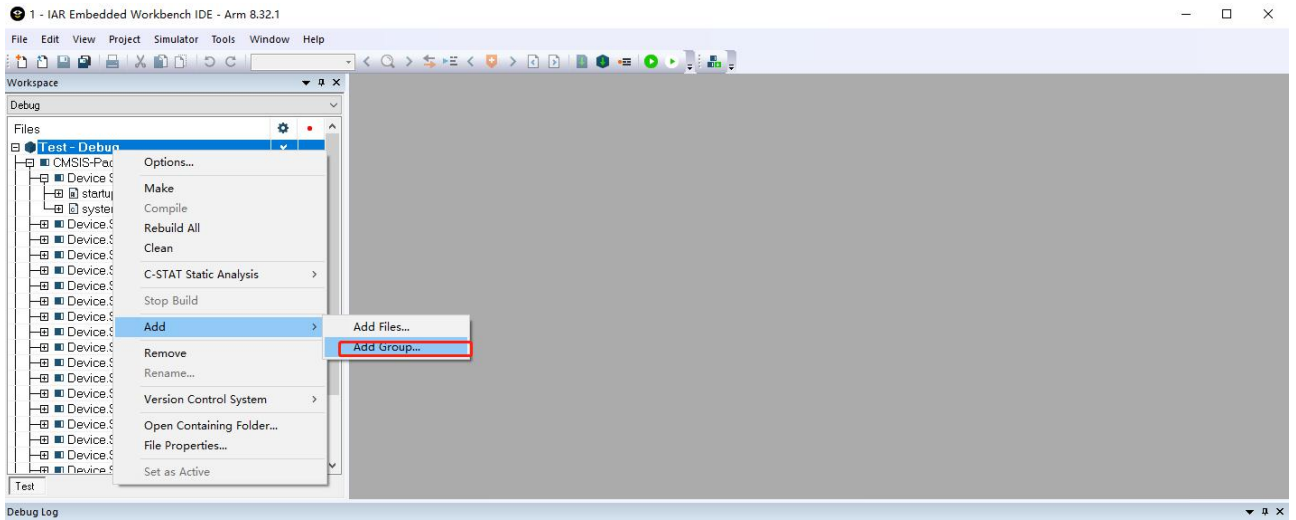 1 - IAR Embedded Workbench IDE - Arm 8.32.1
File Edit View Project Simulator Tools Window Help
Workspace
Debug
Files
Test - Debug
CMSIS-Pac
Options...
Device S
Make
startup
Compile
system
Rebuild All
Device.S
Clean
Device.S
Device.S
C-STAT Static Analysis
Device.S
Device.S
Stop Build
Device.S
Device.S
Add
Add Files...
Device.S
Device.S
Remove
Add Group...
Device.S
Rename...
Device.S
Device.S
Version Control System
Device.S
Device.S
Open Containing Folder...
Device.S
File Properties...
Device.S
Device.S
Set as Active
Test
Debug Log